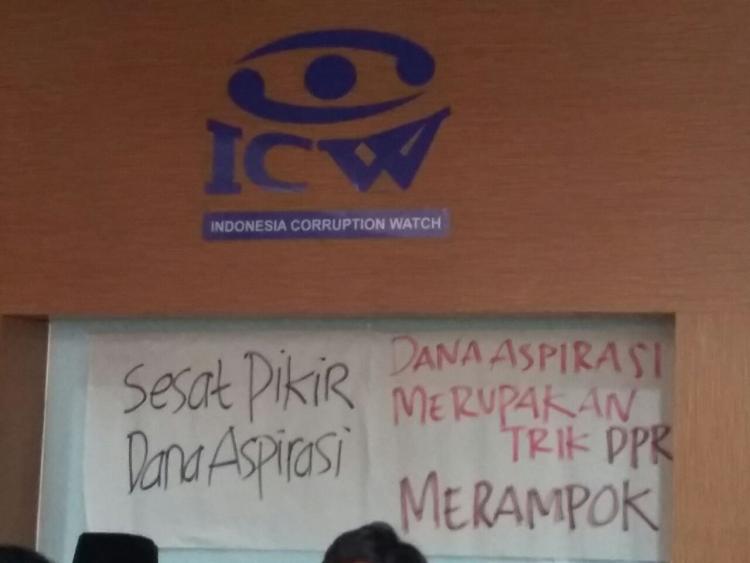 ICW
INDONESIA CORRUPTION WATCH
Sesat Pikir
Dana Aspirasi
DANA ASPIRASI
MERUPAKAN
TRIK DPR
MERAMPOK